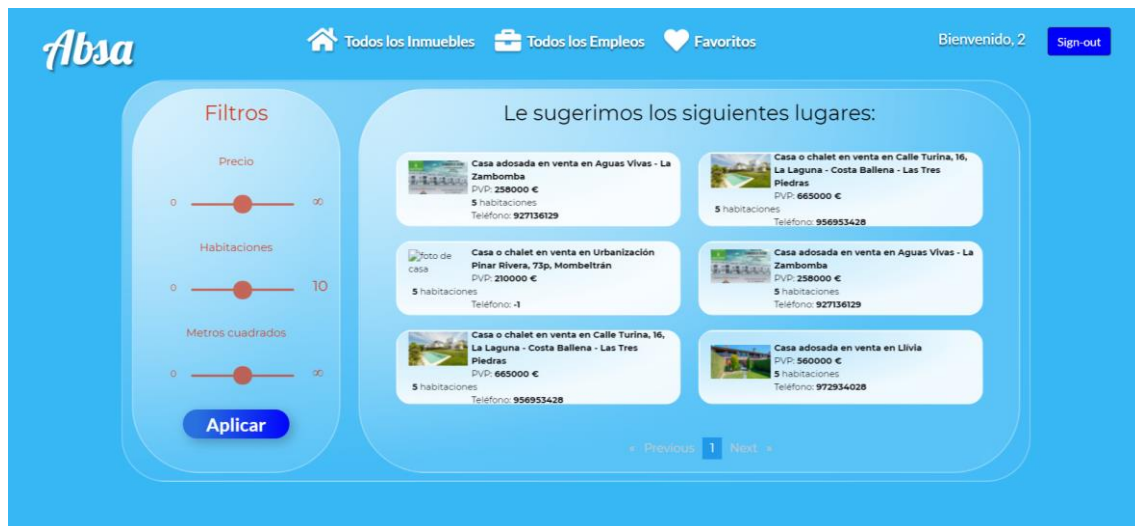 Absa
Todos los Inmuebles
Todos los Empleos
Favoritos
Bienvenido, 2
Sign-out
Filtros
Precio
0 ∞
Habitaciones
0 10
Metros cuadrados
0 ∞
Aplicar
Le sugerimos los siguientes lugares:
Casa adosada en venta en Aguas Vivas - La
Zambomba
PVP: 258000 €
5 habitaciones
Teléfono: 927136129
Casa o chalet en venta en Calle Turina, 16,
La Laguna - Costa Ballena - Las Tres
Piedras
PVP: 665000 €
5 habitaciones
Teléfono: 956953428
foto de
casa
Casa o chalet en venta en Urbanización
Pinar Rivera, 73p, Mombeltrán
PVP: 210000 €
5 habitaciones
Teléfono: -1
Casa adosada en venta en Aguas Vivas - La
Zambomba
PVP: 258000 €
5 habitaciones
Teléfono: 927136129
Casa o chalet en venta en Calle Turina, 16,
La Laguna - Costa Ballena - Las Tres
Piedras
PVP: 665000 €
5 habitaciones
Teléfono: 956953428
Casa adosada en venta en Llívia
PVP: 560000 €
5 habitaciones
Teléfono: 972934028
« Previous 1 Next »